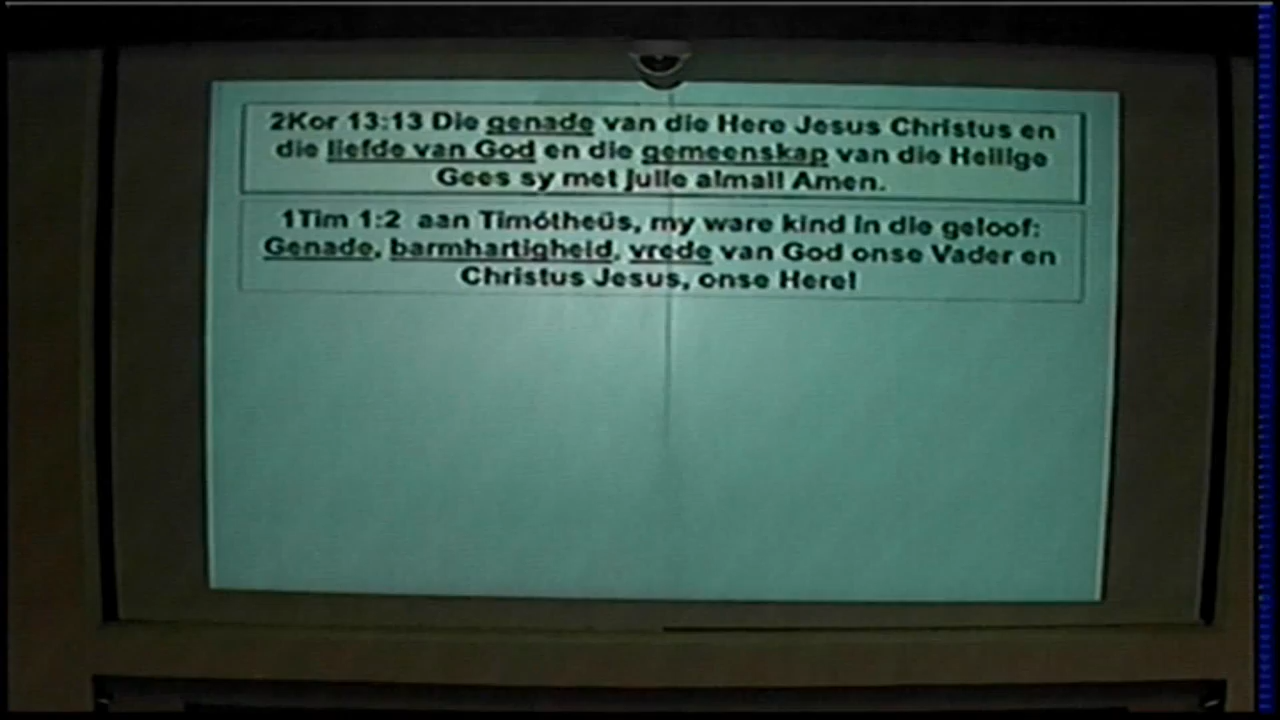 2Kor 13:13 Die genade van die Here Jesus Christus en
die liefde van God en die gemeenskap van die Heilige
Gees sy met julle almal! Amen.
1Tim 1:2 aan Timótheüs, my ware kind in die geloof:
Genade, barmhartigheid, vrede van God onse Vader en
Christus Jesus, onse Here!